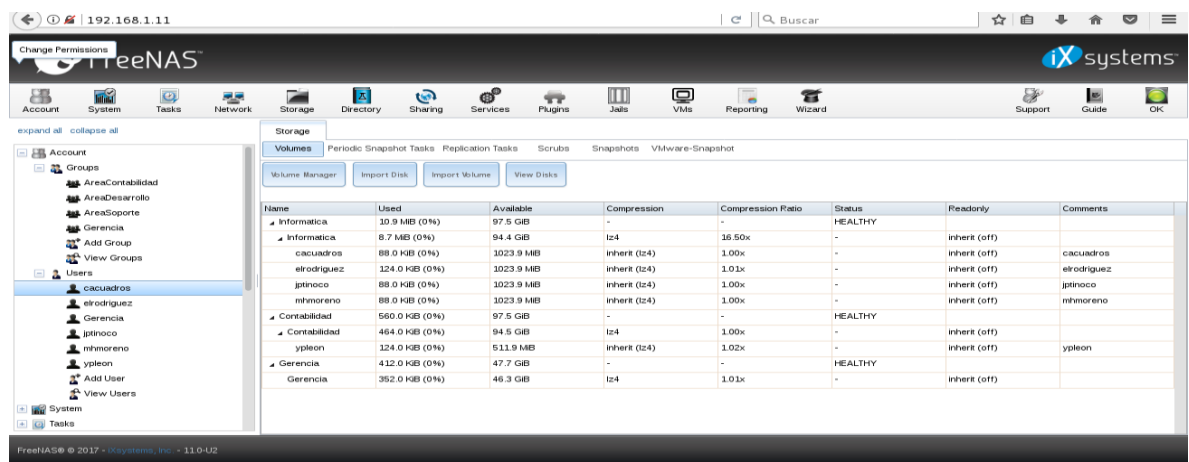 192.168.1.11 Buscar
Change Permissions
FreeNAS™ iXsystems™
Account System Tasks Network Storage Directory Sharing Services Plugins Jails VMs Reporting Wizard Support Guide OK
expand all collapse all
Account
Groups
AreaContabilidad
AreaDesarrollo
AreaSoporte
Gerencia
Add Group
View Groups
Users
cacuadros
elrodriguez
Gerencia
jptinoco
mhmoreno
ypleon
Add User
View Users
System
Tasks
Storage
Volumes Periodic Snapshot Tasks Replication Tasks Scrubs Snapshots VMware-Snapshot
Volume Manager Import Disk Import Volume View Disks
Name Used Available Compression Compression Ratio Status Readonly Comments
Informatica 10.9 MiB (0%) 97.5 GiB - - HEALTHY
Informatica 8.7 MiB (0%) 94.4 GiB lz4 16.50x - inherit (off)
cacuadros 88.0 KiB (0%) 1023.9 MiB inherit (lz4) 1.00x - inherit (off) cacuadros
elrodriguez 124.0 KiB (0%) 1023.9 MiB inherit (lz4) 1.01x - inherit (off) elrodriguez
jptinoco 88.0 KiB (0%) 1023.9 MiB inherit (lz4) 1.00x - inherit (off) jptinoco
mhmoreno 88.0 KiB (0%) 1023.9 MiB inherit (lz4) 1.00x - inherit (off) mhmoreno
Contabilidad 560.0 KiB (0%) 97.5 GiB - - HEALTHY
Contabilidad 464.0 KiB (0%) 94.5 GiB lz4 1.00x - inherit (off)
ypleon 124.0 KiB (0%) 511.9 MiB inherit (lz4) 1.02x - inherit (off) ypleon
Gerencia 412.0 KiB (0%) 47.7 GiB - - HEALTHY
Gerencia 352.0 KiB (0%) 46.3 GiB lz4 1.01x - inherit (off)
FreeNAS® © 2017 - iXsystems, Inc. - 11.0-U2